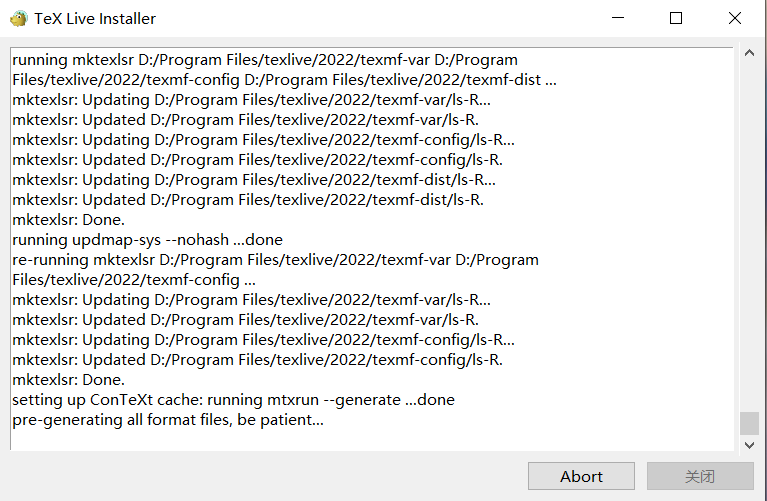 TeX Live Installer
running mktexlsr D:/Program Files/texlive/2022/texmf-var D:/Program
Files/texlive/2022/texmf-config D:/Program Files/texlive/2022/texmf-dist ...
mktexlsr: Updating D:/Program Files/texlive/2022/texmf-var/ls-R...
mktexlsr: Updated D:/Program Files/texlive/2022/texmf-var/ls-R.
mktexlsr: Updating D:/Program Files/texlive/2022/texmf-config/ls-R...
mktexlsr: Updated D:/Program Files/texlive/2022/texmf-config/ls-R.
mktexlsr: Updating D:/Program Files/texlive/2022/texmf-dist/ls-R...
mktexlsr: Updated D:/Program Files/texlive/2022/texmf-dist/ls-R.
mktexlsr: Done.
running updmap-sys --nohash ...done
re-running mktexlsr D:/Program Files/texlive/2022/texmf-var D:/Program
Files/texlive/2022/texmf-config ...
mktexlsr: Updating D:/Program Files/texlive/2022/texmf-var/ls-R...
mktexlsr: Updated D:/Program Files/texlive/2022/texmf-var/ls-R.
mktexlsr: Updating D:/Program Files/texlive/2022/texmf-config/ls-R...
mktexlsr: Updated D:/Program Files/texlive/2022/texmf-config/ls-R.
mktexlsr: Done.
setting up ConTeXt cache: running mtxrun --generate ...done
pre-generating all format files, be patient...
Abort 关闭